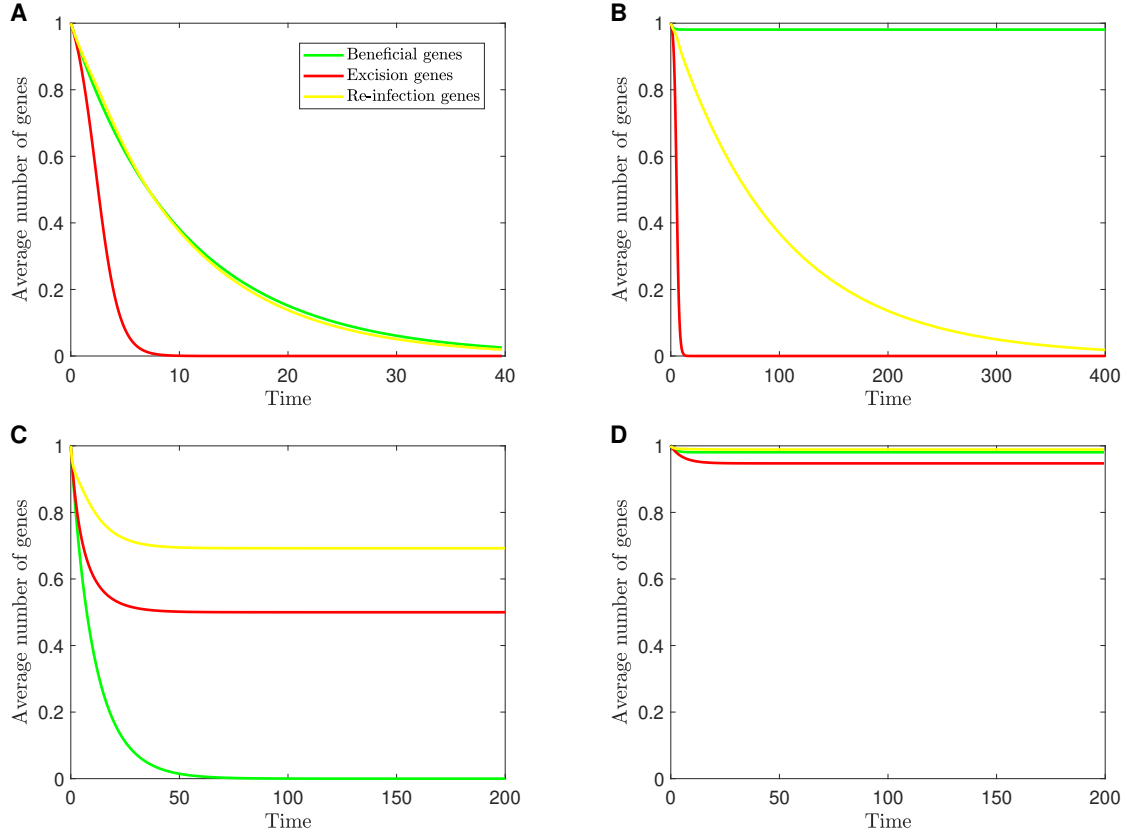 A
Average number of genes
1
0.8
0.6
0.4
0.2
0
0 10 20 30 40
Time
Beneficial genes
Excision genes
Re-infection genes
B
Average number of genes
1
0.8
0.6
0.4
0.2
0
0 100 200 300 400
Time
C
Average number of genes
1
0.8
0.6
0.4
0.2
0
0 50 100 150 200
Time
D
Average number of genes
1
0.8
0.6
0.4
0.2
0
0 50 100 150 200
Time